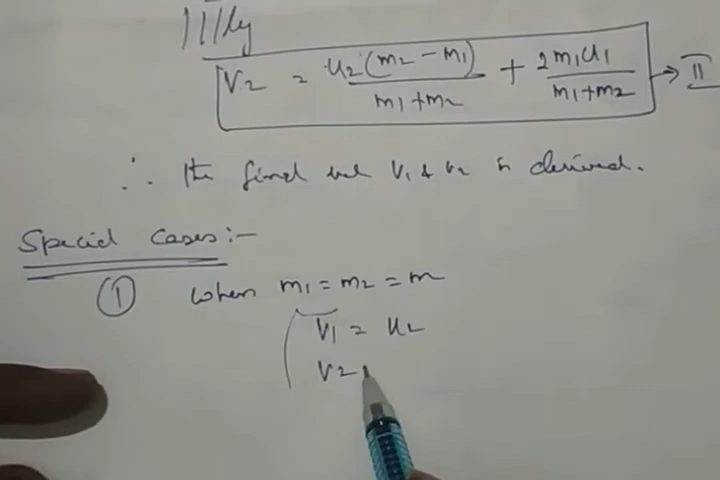 |||ly
V2 = u2(m2 - m1) / m1+m2 + 2m1u1 / m1+m2 → II
∴ the final vel V1 & V2 is derived.
Special Cases:-
① When m1 = m2 = m
V1 = u2
V2